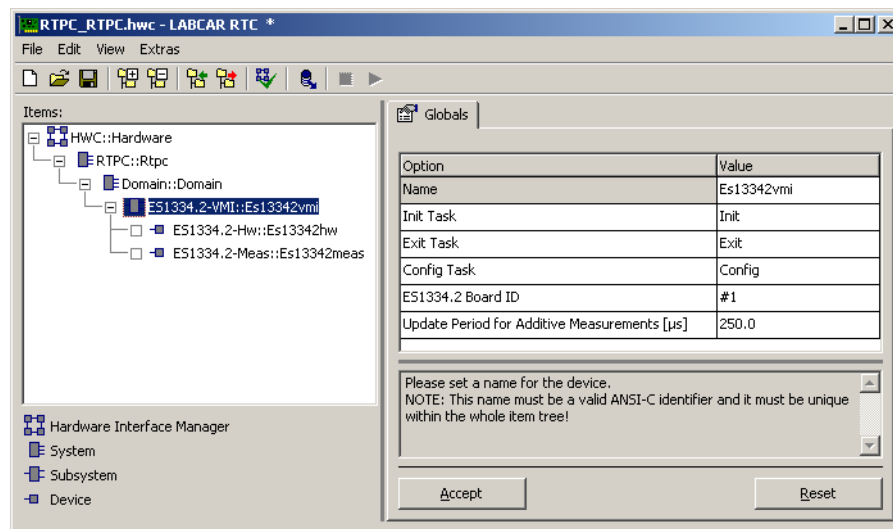 RTPC_RTPC.hwc - LABCAR RTC *
File Edit View Extras
Items:
HWC::Hardware
RTPC::Rtpc
Domain::Domain
ES1334.2-VMI::Es13342vmi
ES1334.2-Hw::Es13342hw
ES1334.2-Meas::Es13342meas
Hardware Interface Manager
System
Subsystem
Device
Globals
Option Value
Name Es13342vmi
Init Task Init
Exit Task Exit
Config Task Config
ES1334.2 Board ID #1
Update Period for Additive Measurements [µs] 250.0
Please set a name for the device.
NOTE: This name must be a valid ANSI-C identifier and it must be unique
within the whole item tree!
Accept Reset